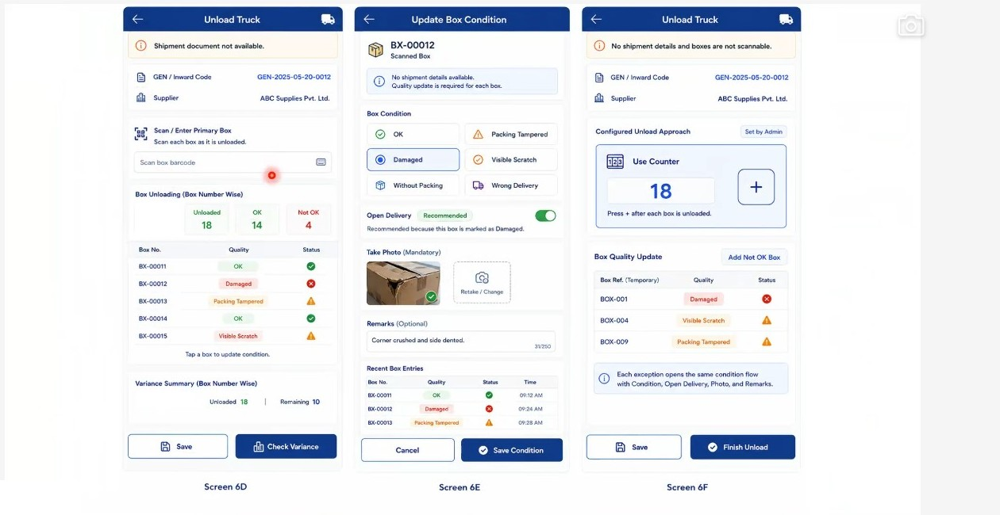 Unload Truck
Shipment document not available.
GEN / Inward Code GEN-2025-05-20-0012
Supplier ABC Supplies Pvt. Ltd.
Scan / Enter Primary Box
Scan each box as it is unloaded.
Scan box barcode
Box Unloading (Box Number Wise)
Unloaded OK Not OK
18 14 4
Box No. Quality Status
BX-00011 OK
BX-00012 Damaged
BX-00013 Packing Tampered
BX-00014 OK
BX-00015 Visible Scratch
Tap a box to update condition.
Variance Summary (Box Number Wise)
Unloaded 18 | Remaining 10
Save Check Variance
Screen 6D
Update Box Condition
BX-00012
Scanned Box
No shipment details available.
Quality update is required for each box.
Box Condition
OK Packing Tampered
Damaged Visible Scratch
Without Packing Wrong Delivery
Open Delivery Recommended
Recommended because this box is marked as Damaged.
Take Photo (Mandatory)
Retake / Change
Remarks (Optional)
Corner crushed and side dented.
31/250
Recent Box Entries
Box No. Quality Status Time
BX-00011 OK 09:12 AM
BX-00012 Damaged 09:24 AM
BX-00013 Packing Tampered 09:28 AM
Cancel Save Condition
Screen 6E
Unload Truck
No shipment details and boxes are not scannable.
GEN / Inward Code GEN-2025-05-20-0012
Supplier ABC Supplies Pvt. Ltd.
Configured Unload Approach Set by Admin
123 Use Counter
18 +
Press + after each box is unloaded.
Box Quality Update Add Not OK Box
Box Ref. (Temporary) Quality Status
BOX-001 Damaged
BOX-004 Visible Scratch
BOX-009 Packing Tampered
Each exception opens the same condition flow
with Condition, Open Delivery, Photo, and Remarks.
Save Finish Unload
Screen 6F